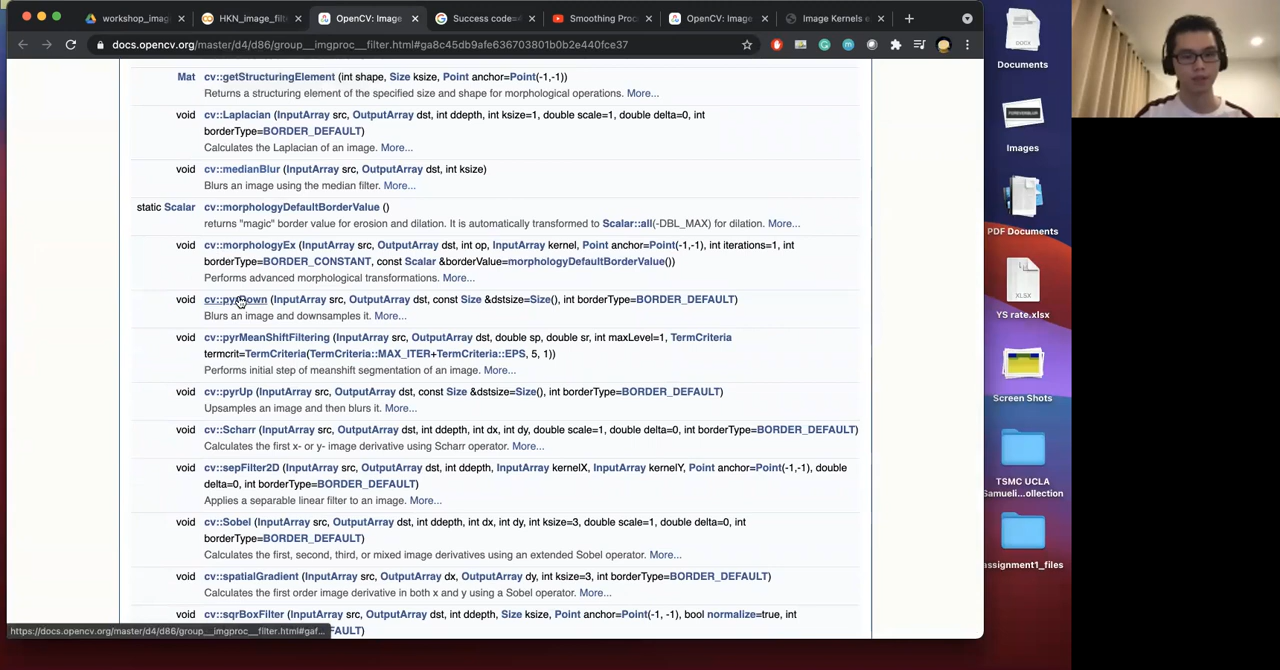 workshop_imag
HKN_image_filt
OpenCV: Image
Success code=
Smoothing Proc
OpenCV: Imag
Image Kernels e
docs.opencv.org/master/d4/d86/group__imgproc__filter.html#ga8c45db9afe636703801b0b2e440fce37
Mat cv::getStructuringElement (int shape, Size ksize, Point anchor=Point(-1,-1))
Returns a structuring element of the specified size and shape for morphological operations. More...
void cv::Laplacian (InputArray src, OutputArray dst, int ddepth, int ksize=1, double scale=1, double delta=0, int
borderType=BORDER_DEFAULT)
Calculates the Laplacian of an image. More...
void cv::medianBlur (InputArray src, OutputArray dst, int ksize)
Blurs an image using the median filter. More...
static Scalar cv::morphologyDefaultBorderValue ()
returns "magic" border value for erosion and dilation. It is automatically transformed to Scalar::all(-DBL_MAX) for dilation. More...
void cv::morphologyEx (InputArray src, OutputArray dst, int op, InputArray kernel, Point anchor=Point(-1,-1), int iterations=1, int
borderType=BORDER_CONSTANT, const Scalar &borderValue=morphologyDefaultBorderValue())
Performs advanced morphological transformations. More...
void cv::pyrDown (InputArray src, OutputArray dst, const Size &dstsize=Size(), int borderType=BORDER_DEFAULT)
Blurs an image and downsamples it. More...
void cv::pyrMeanShiftFiltering (InputArray src, OutputArray dst, double sp, double sr, int maxLevel=1, TermCriteria
termcrit=TermCriteria(TermCriteria::MAX_ITER+TermCriteria::EPS, 5, 1))
Performs initial step of meanshift segmentation of an image. More...
void cv::pyrUp (InputArray src, OutputArray dst, const Size &dstsize=Size(), int borderType=BORDER_DEFAULT)
Upsamples an image and then blurs it. More...
void cv::Scharr (InputArray src, OutputArray dst, int ddepth, int dx, int dy, double scale=1, double delta=0, int borderType=BORDER_DEFAULT)
Calculates the first x- or y- image derivative using Scharr operator. More...
void cv::sepFilter2D (InputArray src, OutputArray dst, int ddepth, InputArray kernelX, InputArray kernelY, Point anchor=Point(-1,-1), double
delta=0, int borderType=BORDER_DEFAULT)
Applies a separable linear filter to an image. More...
void cv::Sobel (InputArray src, OutputArray dst, int ddepth, int dx, int dy, int ksize=3, double scale=1, double delta=0, int
borderType=BORDER_DEFAULT)
Calculates the first, second, third, or mixed image derivatives using an extended Sobel operator. More...
void cv::spatialGradient (InputArray src, OutputArray dx, OutputArray dy, int ksize=3, int borderType=BORDER_DEFAULT)
Calculates the first order image derivative in both x and y using a Sobel operator. More...
void cv::sqrBoxFilter (InputArray src, OutputArray dst, int ddepth, Size ksize, Point anchor=Point(-1, -1), bool normalize=true, int
FAULT)
https://docs.opencv.org/master/d4/d86/group__imgproc__filter.html#gaf...
DOCX
Documents
Images
PDF Documents
XLSX
YS rate.xlsx
Screen Shots
TSMC UCLA
Samueli...ollection
assignment1_files